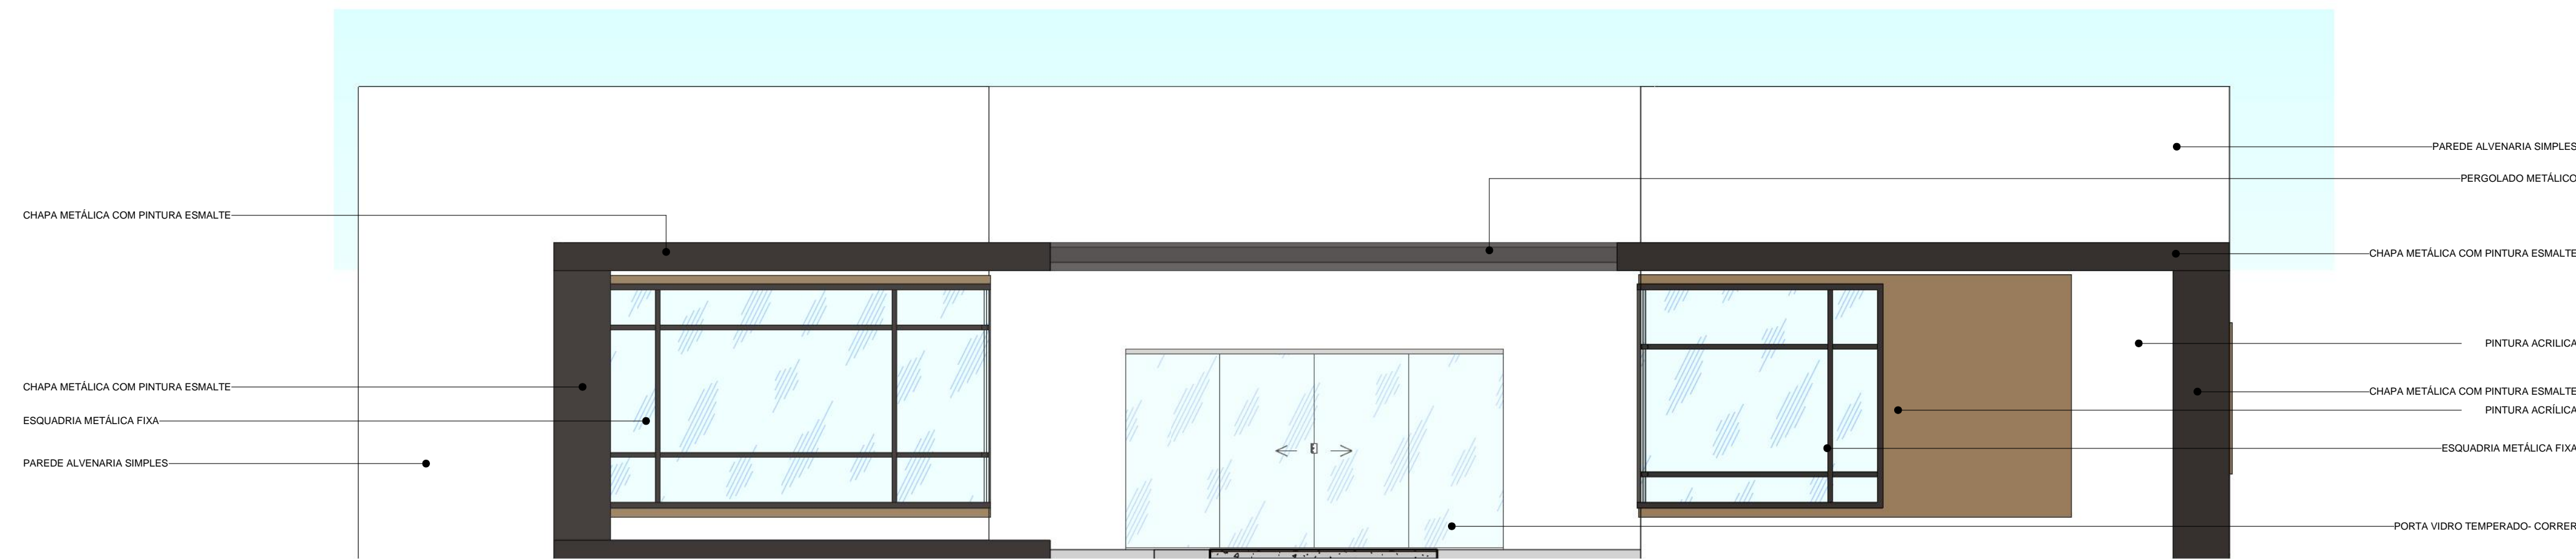 PAREDE ALVENARIA SIMPLES
PERGOLADO METÁLICO
CHAPA METÁLICA COM PINTURA ESMALTE
CHAPA METÁLICA COM PINTURA ESMALTE
PINTURA ACRILICA
CHAPA METÁLICA COM PINTURA ESMALTE
CHAPA METÁLICA COM PINTURA ESMALTE
PINTURA ACRÍLICA
ESQUADRIA METÁLICA FIXA
ESQUADRIA METÁLICA FIXA
PAREDE ALVENARIA SIMPLES
PORTA VIDRO TEMPERADO- CORRER